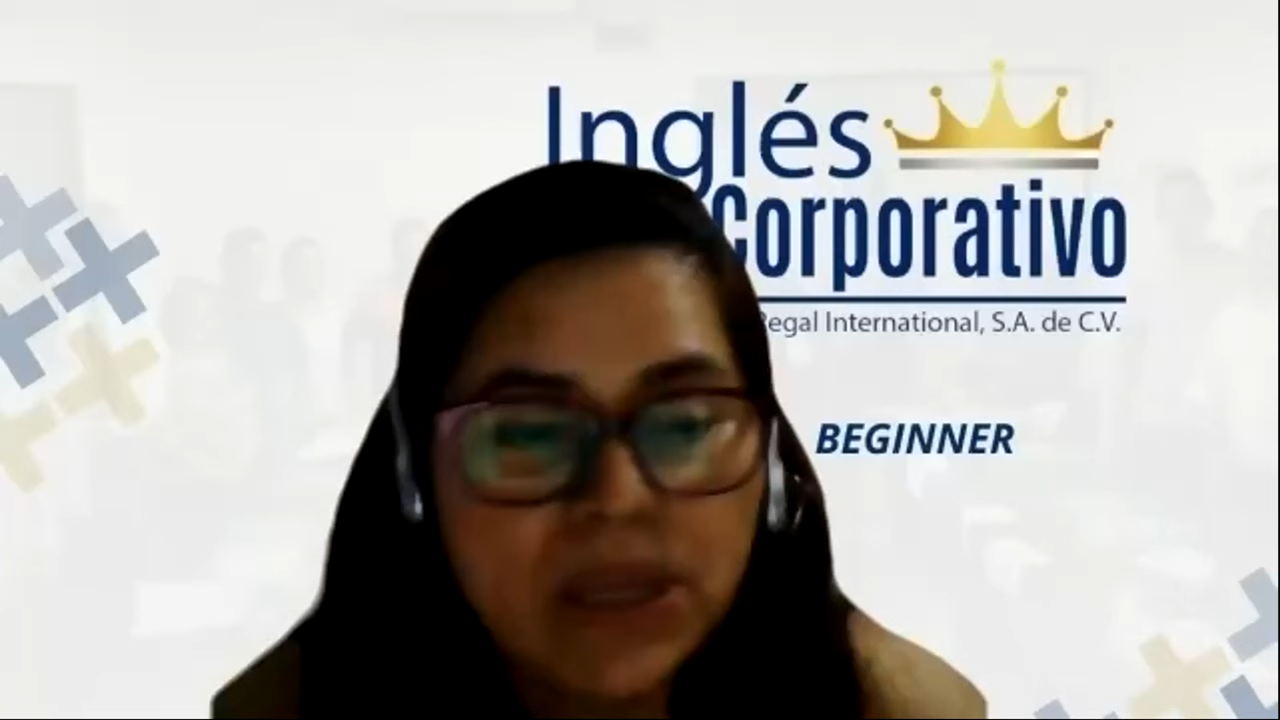 Inglés
Corporativo
Regal International, S.A. de C.V.
BEGINNER